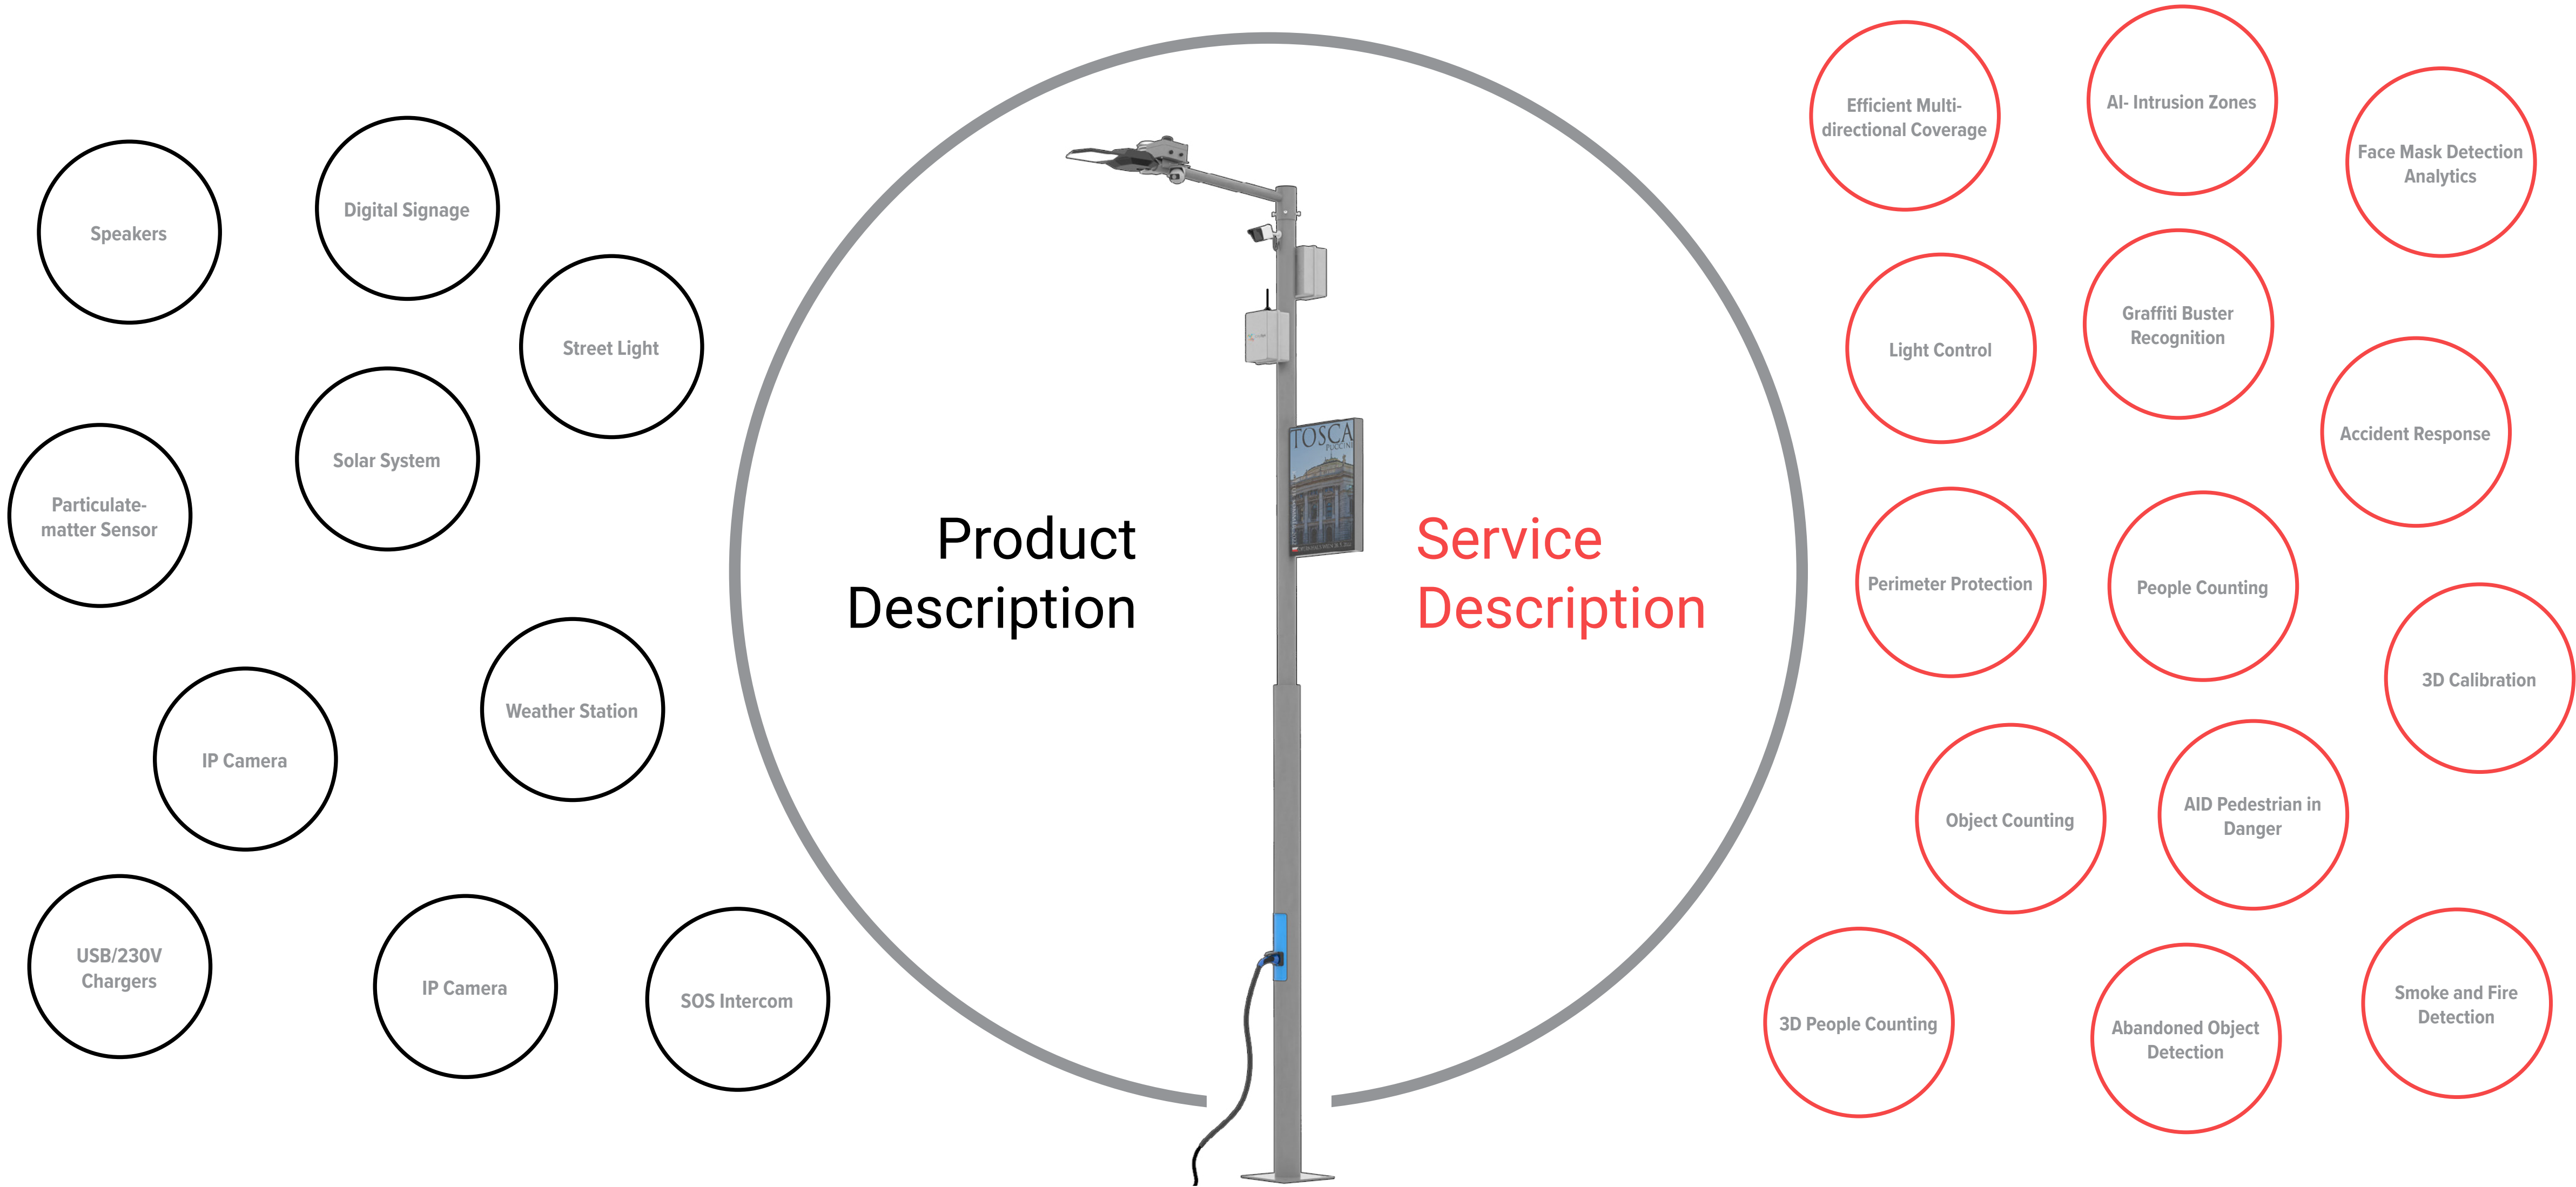 Speakers
Digital Signage
Street Light
Solar System
Particulate-
matter Sensor
Weather Station
IP Camera
USB/230V
Chargers
IP Camera
SOS Intercom
Product
Description
TOSCA
PUCCINI
Service
Description
Efficient Multi-
directional Coverage
AI- Intrusion Zones
Face Mask Detection
Analytics
Light Control
Graffiti Buster
Recognition
Accident Response
Perimeter Protection
People Counting
3D Calibration
Object Counting
AID Pedestrian in
Danger
3D People Counting
Abandoned Object
Detection
Smoke and Fire
Detection